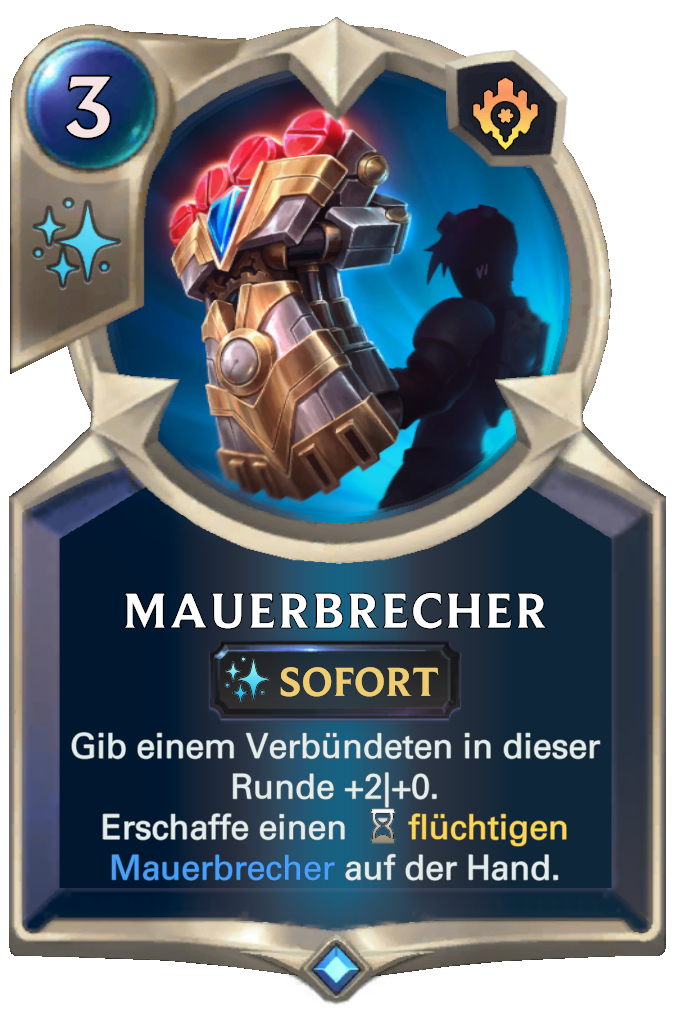 3
MAUERBRECHER
SOFORT
Gib einem Verbündeten in dieser
Runde +2|+0.
Erschaffe einen flüchtigen
Mauerbrecher auf der Hand.